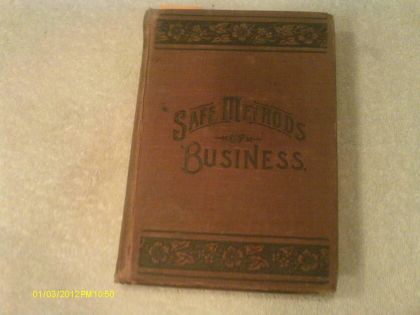 SAFE METHODS
OF
BUSINESS.
01/03/2012 PM 10:50